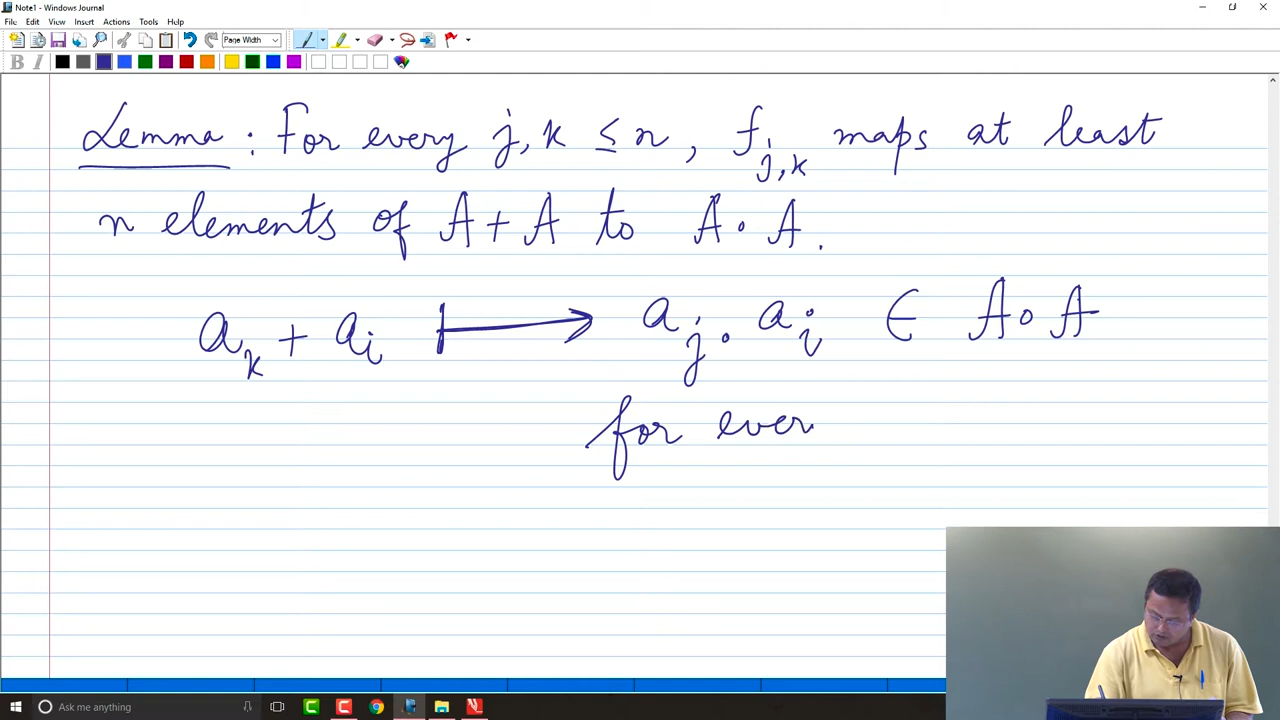 Note1 - Windows Journal
File Edit View Insert Actions Tools Help
Page Width
B I
Lemma : For every j, k ≤ n, f_{j,k} maps at least
n elements of A + A to A . A .
a_k + a_i ⟼ a_j . a_i ∈ A . A
for ever
Ask me anything